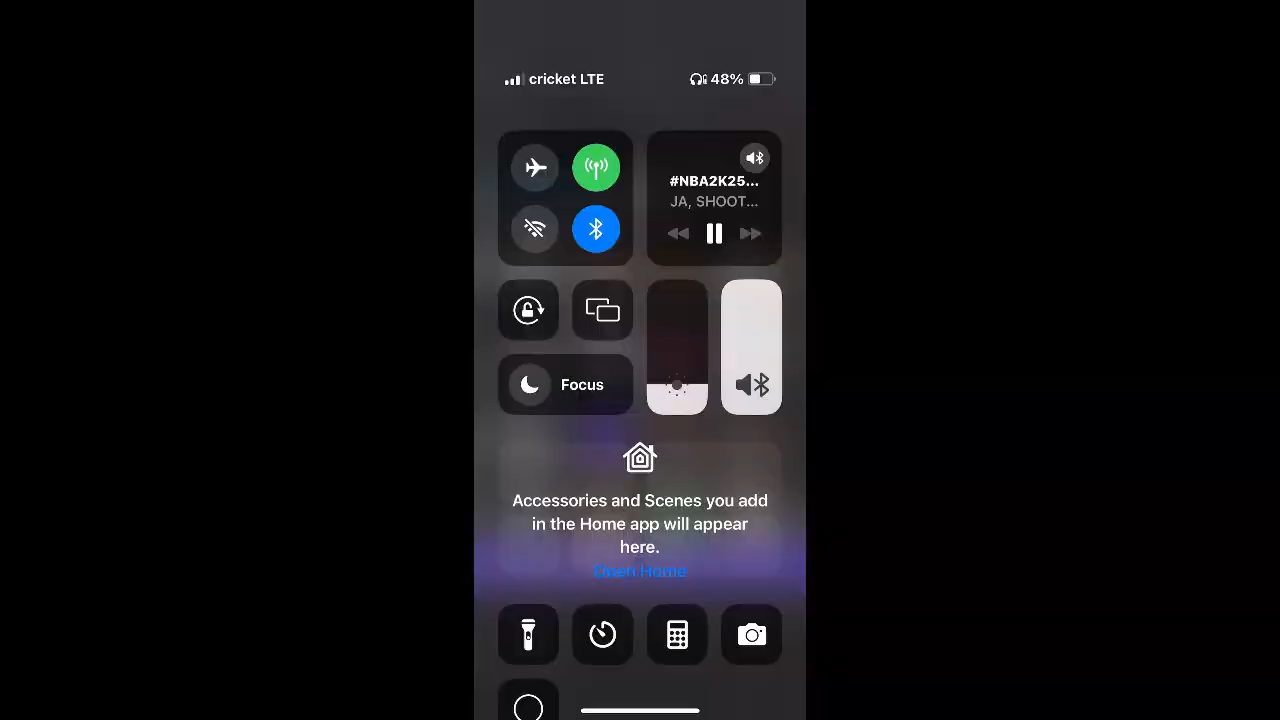 cricket LTE
48%
#NBA2K25...
JA, SHOOT...
Focus
Accessories and Scenes you add
in the Home app will appear
here.
Open Home